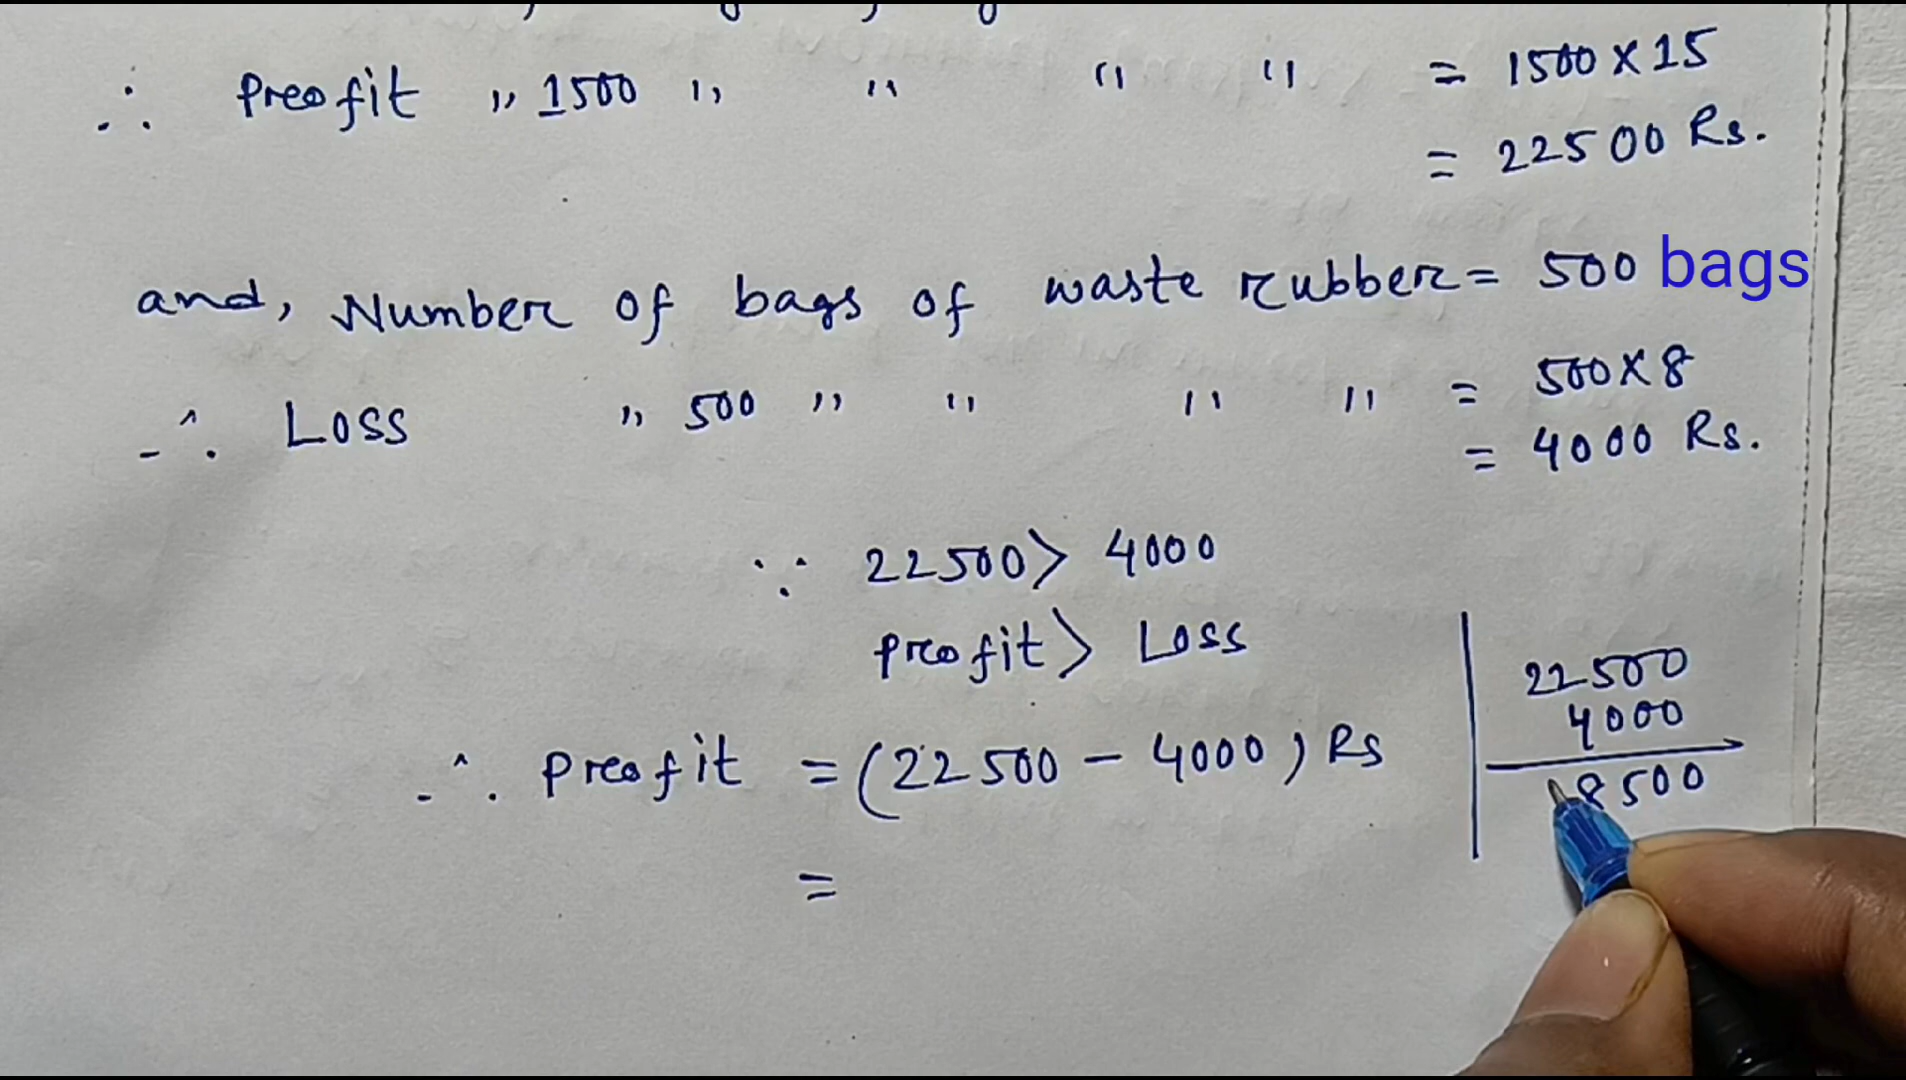 ∴ Profit ,, 1500 ,, ,, ,, ,, = 1500 × 15
= 22500 Rs.
and, Number of bags of waste rubber = 500 bags
∴ Loss ,, 500 ,, ,, ,, ,, = 500 × 8
= 4000 Rs.
∵ 22500 > 4000
Profit > Loss
∴ Profit = (22500 - 4000) Rs
=
22500
4000
8500